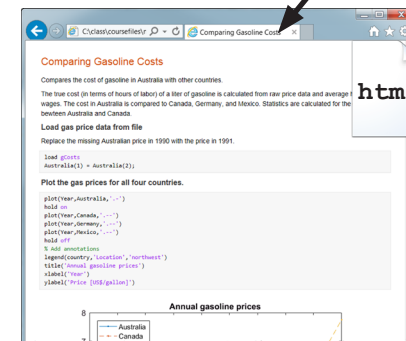 C:\class\coursefiles\r
Comparing Gasoline Costs
htm
Comparing Gasoline Costs
Compares the cost of gasoline in Australia with other countries.
The true cost (in terms of hours of labor) of a liter of gasoline is calculated from raw price data and average
wages. The cost in Australia is compared to Canada, Germany, and Mexico. Statistics are calculated for the
bewteen Australia and Canada.
Load gas price data from file
Replace the missing Australian price in 1990 with the price in 1991.
load gCosts
Australia(1) = Australia(2);
Plot the gas prices for all four countries.
plot(Year,Australia,'.-')
hold on
plot(Year,Canada,'.--')
plot(Year,Germany,'.--')
plot(Year,Mexico,'.--')
hold off
% Add annotations
legend(country,'Location','northwest')
title('Annual gasoline prices')
xlabel('Year')
ylabel('Price [US$/gallon]')
Annual gasoline prices
8
Australia
Canada
7